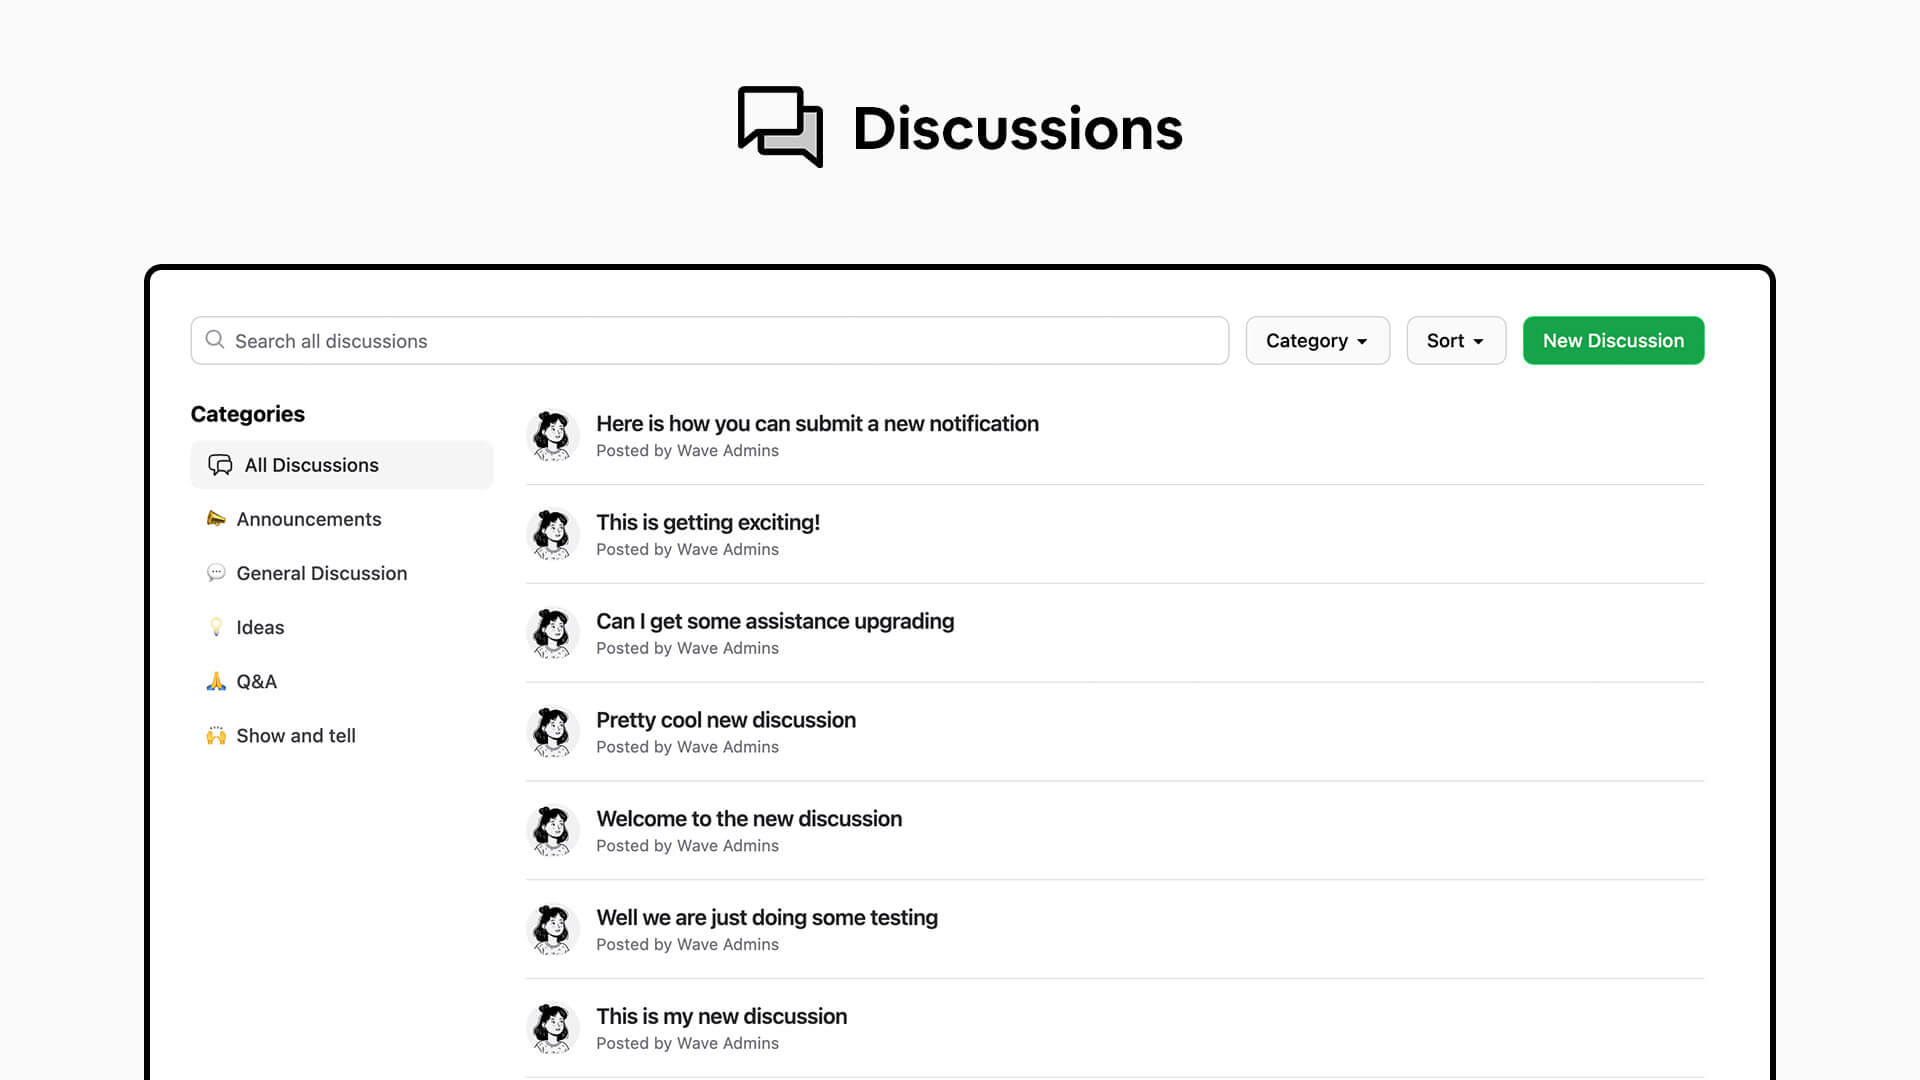 Discussions
Search all discussions
Category
Sort
New Discussion
Categories
All Discussions
Announcements
General Discussion
Ideas
Q&A
Show and tell
Here is how you can submit a new notification
Posted by Wave Admins
This is getting exciting!
Posted by Wave Admins
Can I get some assistance upgrading
Posted by Wave Admins
Pretty cool new discussion
Posted by Wave Admins
Welcome to the new discussion
Posted by Wave Admins
Well we are just doing some testing
Posted by Wave Admins
This is my new discussion
Posted by Wave Admins